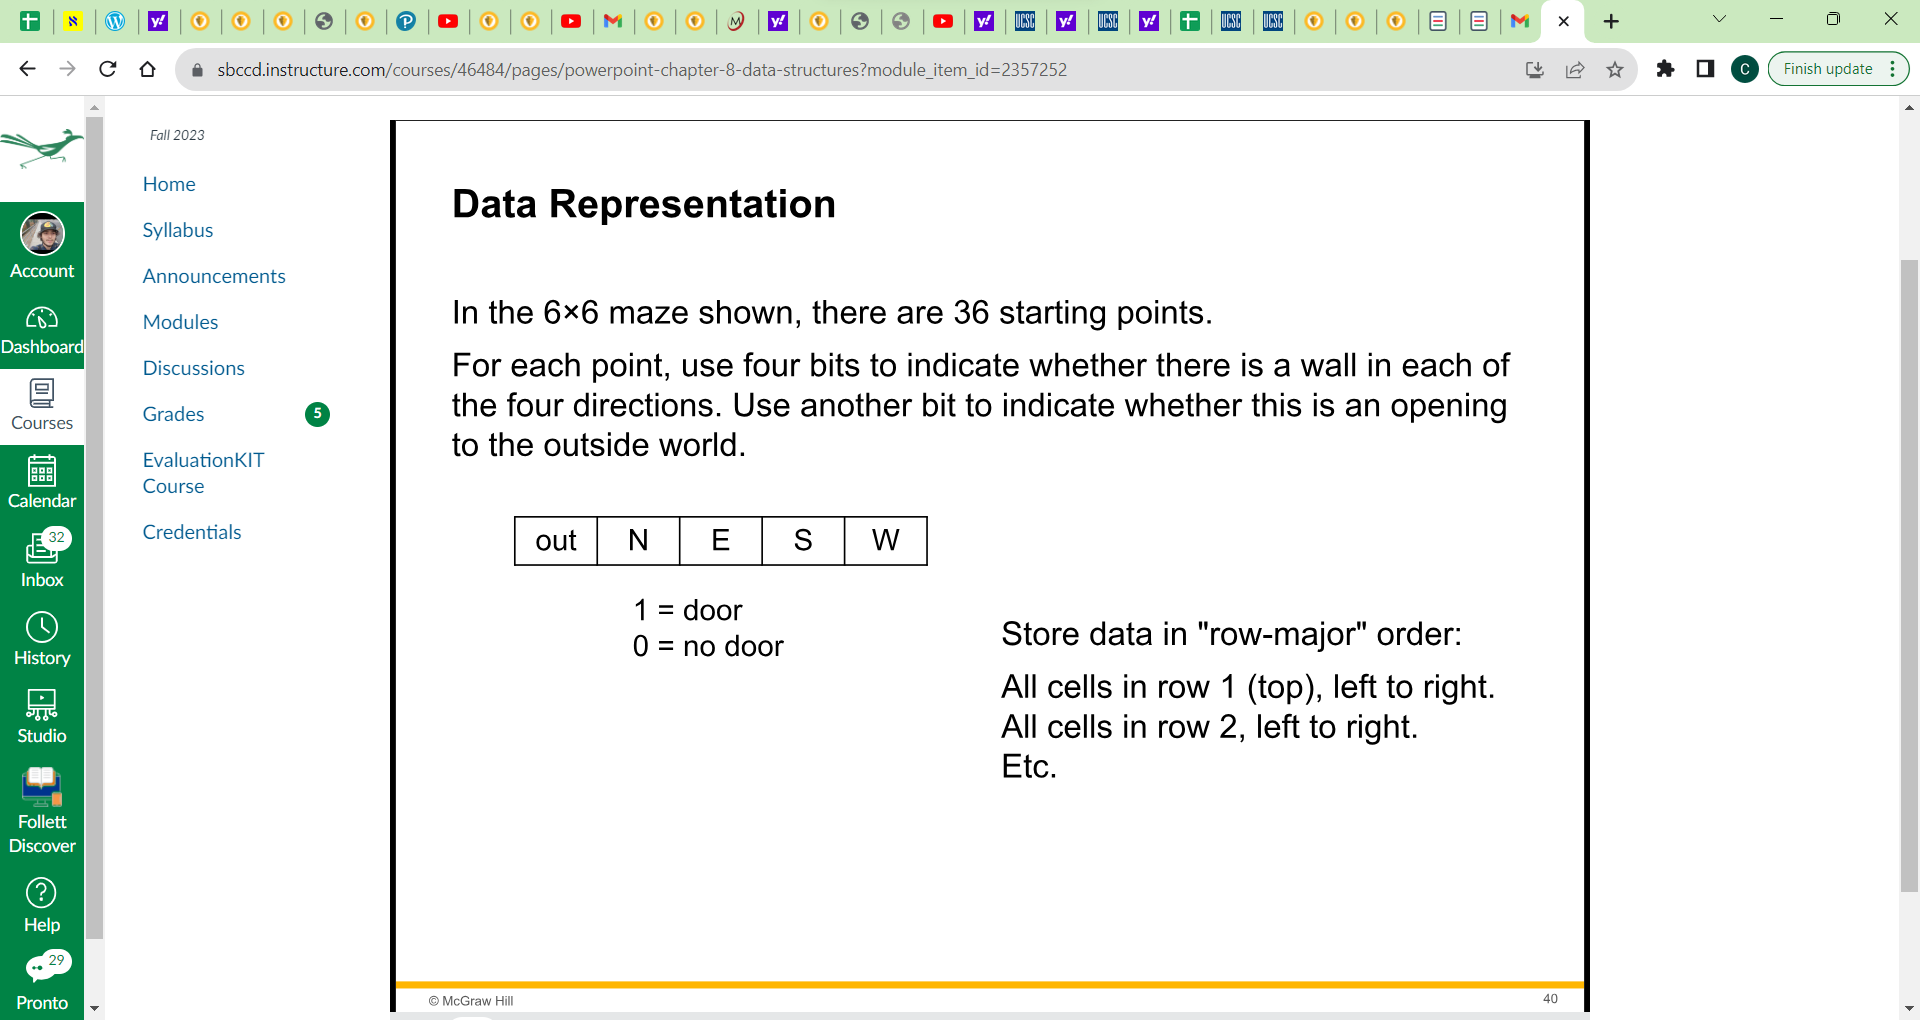 sbccd.instructure.com/courses/46484/pages/powerpoint-chapter-8-data-structures?module_item_id=2357252
C
Finish update
Fall 2023
Home
Syllabus
Announcements
Modules
Discussions
Grades
5
EvaluationKIT
Course
Credentials
Account
Dashboard
Courses
Calendar
32
Inbox
History
Studio
Follett
Discover
Help
29
Pronto
Data Representation
In the 6×6 maze shown, there are 36 starting points.
For each point, use four bits to indicate whether there is a wall in each of
the four directions. Use another bit to indicate whether this is an opening
to the outside world.
out N E S W
1 = door
0 = no door
Store data in "row-major" order:
All cells in row 1 (top), left to right.
All cells in row 2, left to right.
Etc.
© McGraw Hill
40